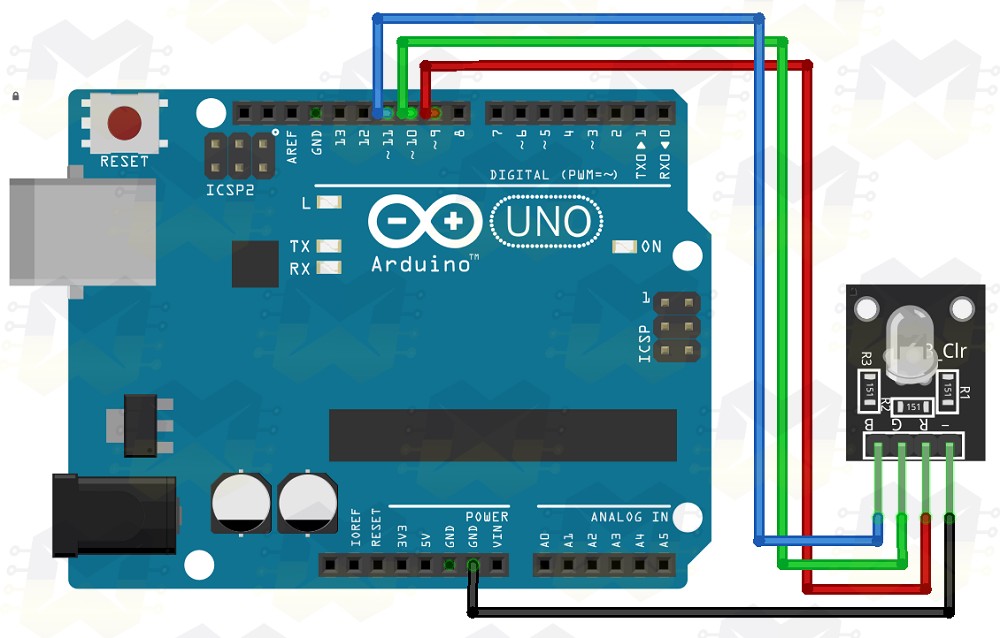 RESET
ICSP2
AREF
GND
13
12
~11
~10
~9
8
7
~6
~5
4
~3
2
TX0▶1
RX0◀0
DIGITAL (PWM=~)
L
TX
RX
UNO
ON
Arduino™
1
ICSP
_Clr
R3
R2
R1
151
151
151
B
G
R
-
POWER
ANALOG IN
IOREF
RESET
3V3
5V
GND
GND
VIN
A0
A1
A2
A3
A4
A5